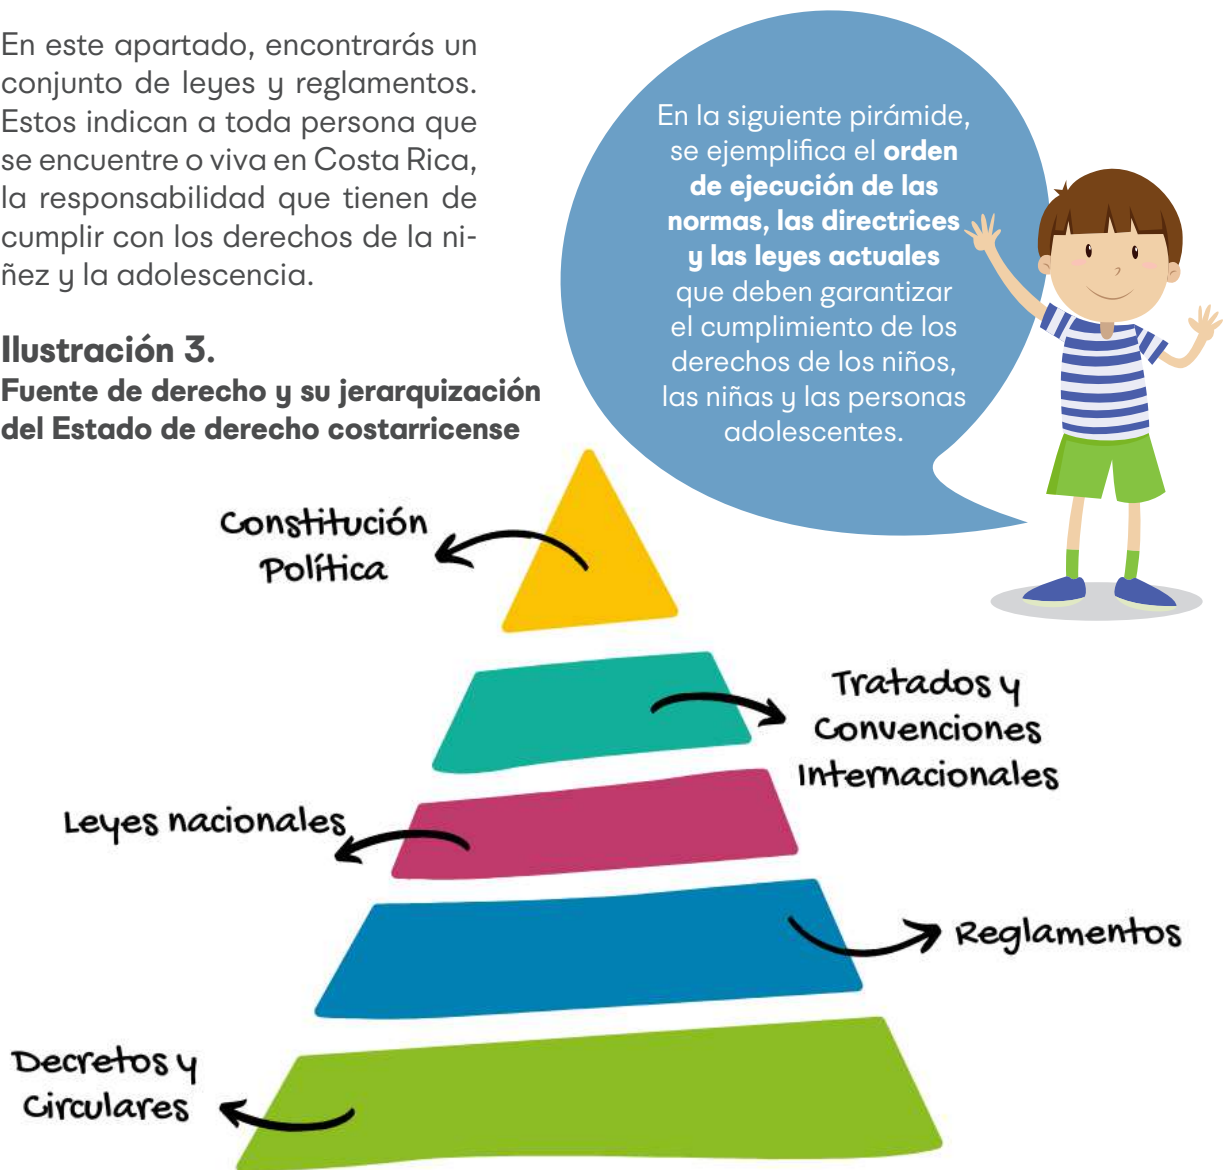 En este apartado, encontrarás un
conjunto de leyes y reglamentos.
Estos indican a toda persona que
se encuentre o viva en Costa Rica,
la responsabilidad que tienen de
cumplir con los derechos de la ni-
ñez y la adolescencia.
En la siguiente pirámide,
se ejemplifica el orden
de ejecución de las
normas, las directrices
y las leyes actuales
que deben garantizar
el cumplimiento de los
derechos de los niños,
las niñas y las personas
adolescentes.
Ilustración 3.
Fuente de derecho y su jerarquización
del Estado de derecho costarricense
Constitución
Política
Tratados y
Convenciones
Internacionales
Leyes nacionales
Reglamentos
Decretos y
Circulares